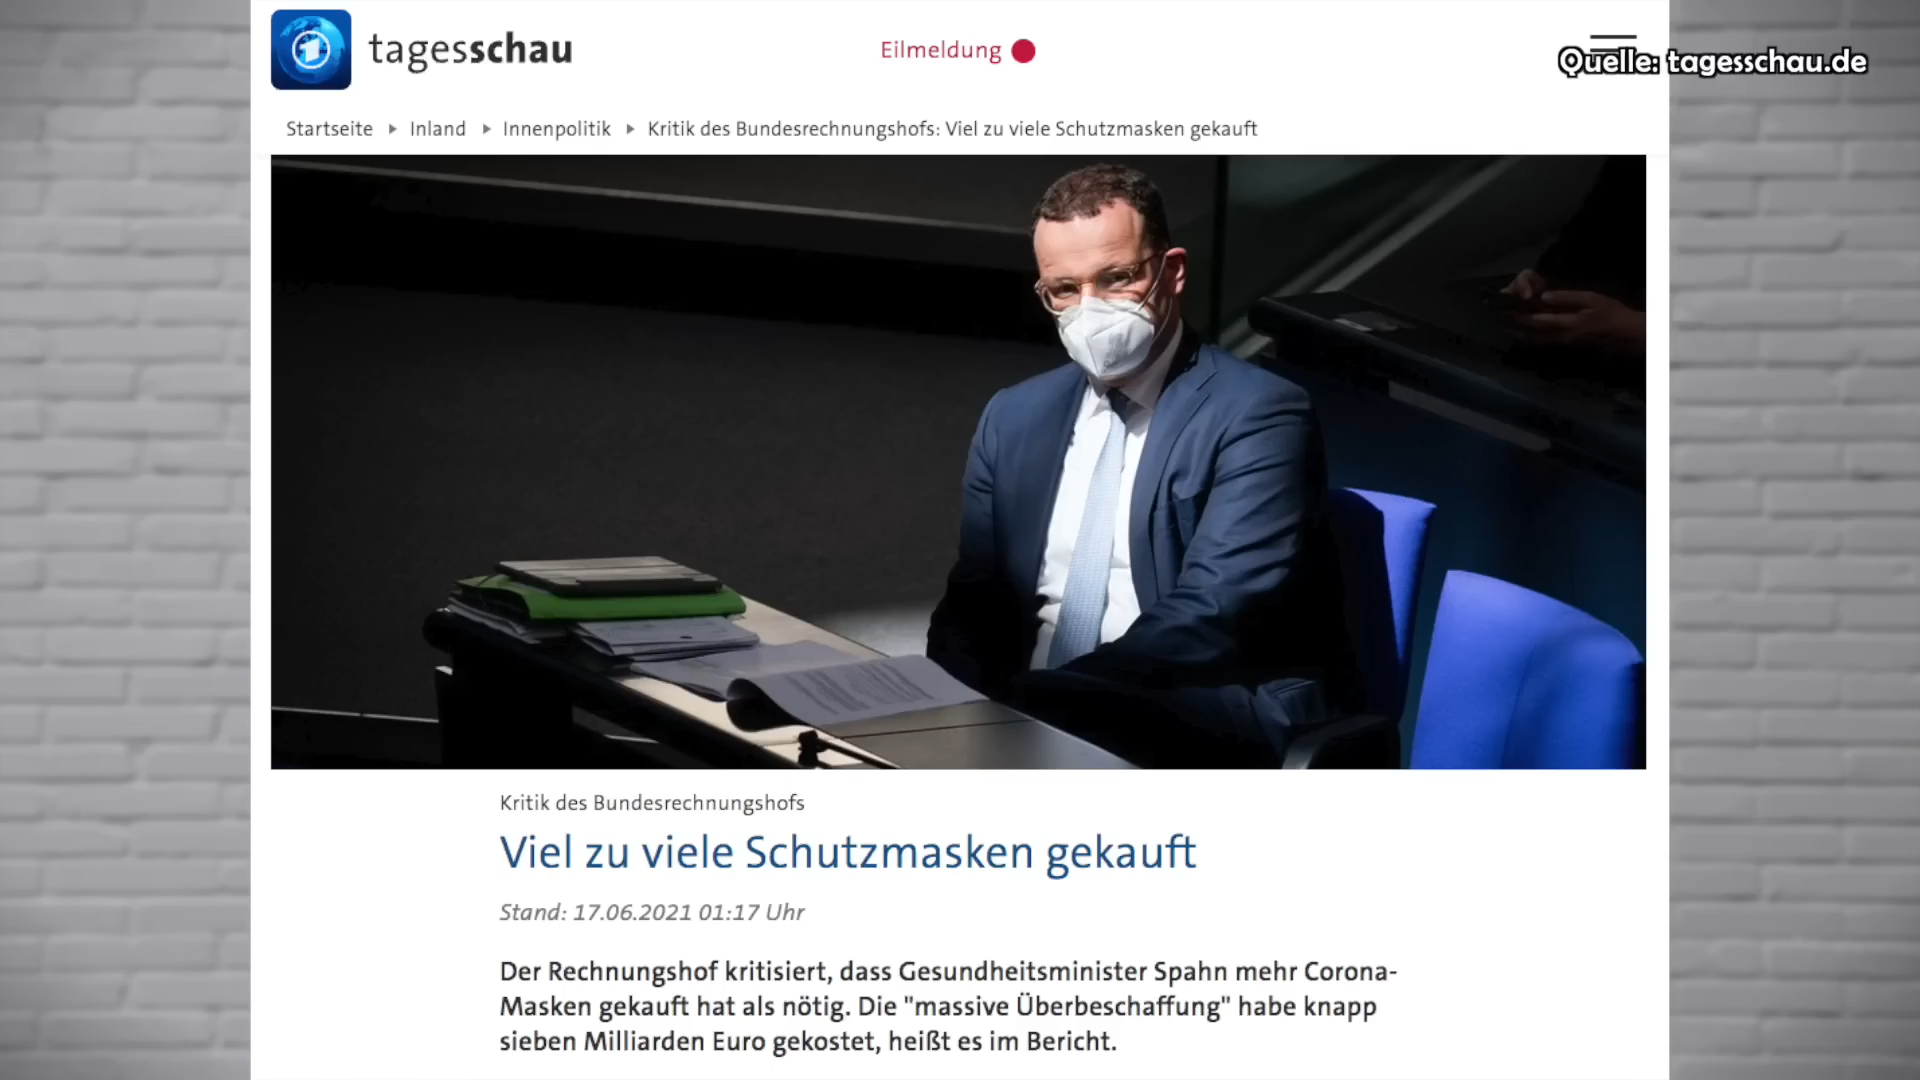 tagesschau
Eilmeldung
Quelle: tagesschau.de
Startseite ▸ Inland ▸ Innenpolitik ▸ Kritik des Bundesrechnungshofs: Viel zu viele Schutzmasken gekauft
Kritik des Bundesrechnungshofs
Viel zu viele Schutzmasken gekauft
Stand: 17.06.2021 01:17 Uhr
Der Rechnungshof kritisiert, dass Gesundheitsminister Spahn mehr Corona-
Masken gekauft hat als nötig. Die "massive Überbeschaffung" habe knapp
sieben Milliarden Euro gekostet, heißt es im Bericht.